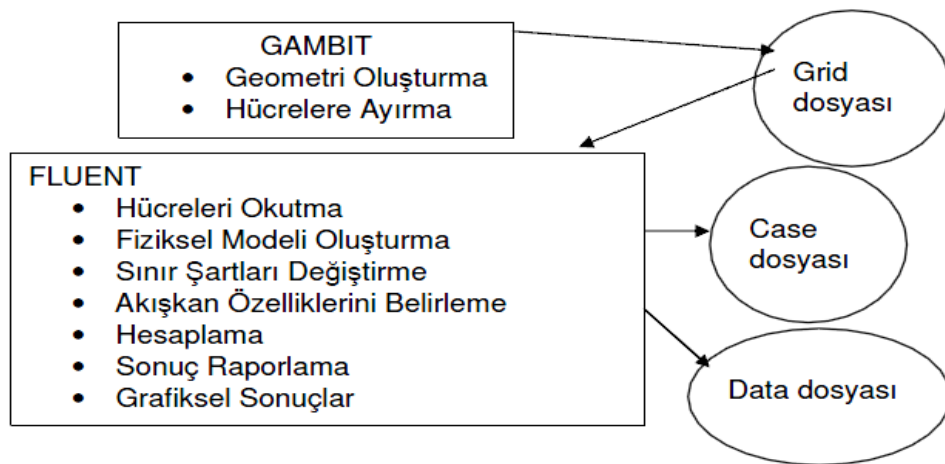 GAMBIT
• Geometri Oluşturma
• Hücrelere Ayırma
Grid
dosyası
FLUENT
• Hücreleri Okutma
• Fiziksel Modeli Oluşturma
• Sınır Şartları Değiştirme
• Akışkan Özelliklerini Belirleme
• Hesaplama
• Sonuç Raporlama
• Grafiksel Sonuçlar
Case
dosyası
Data dosyası